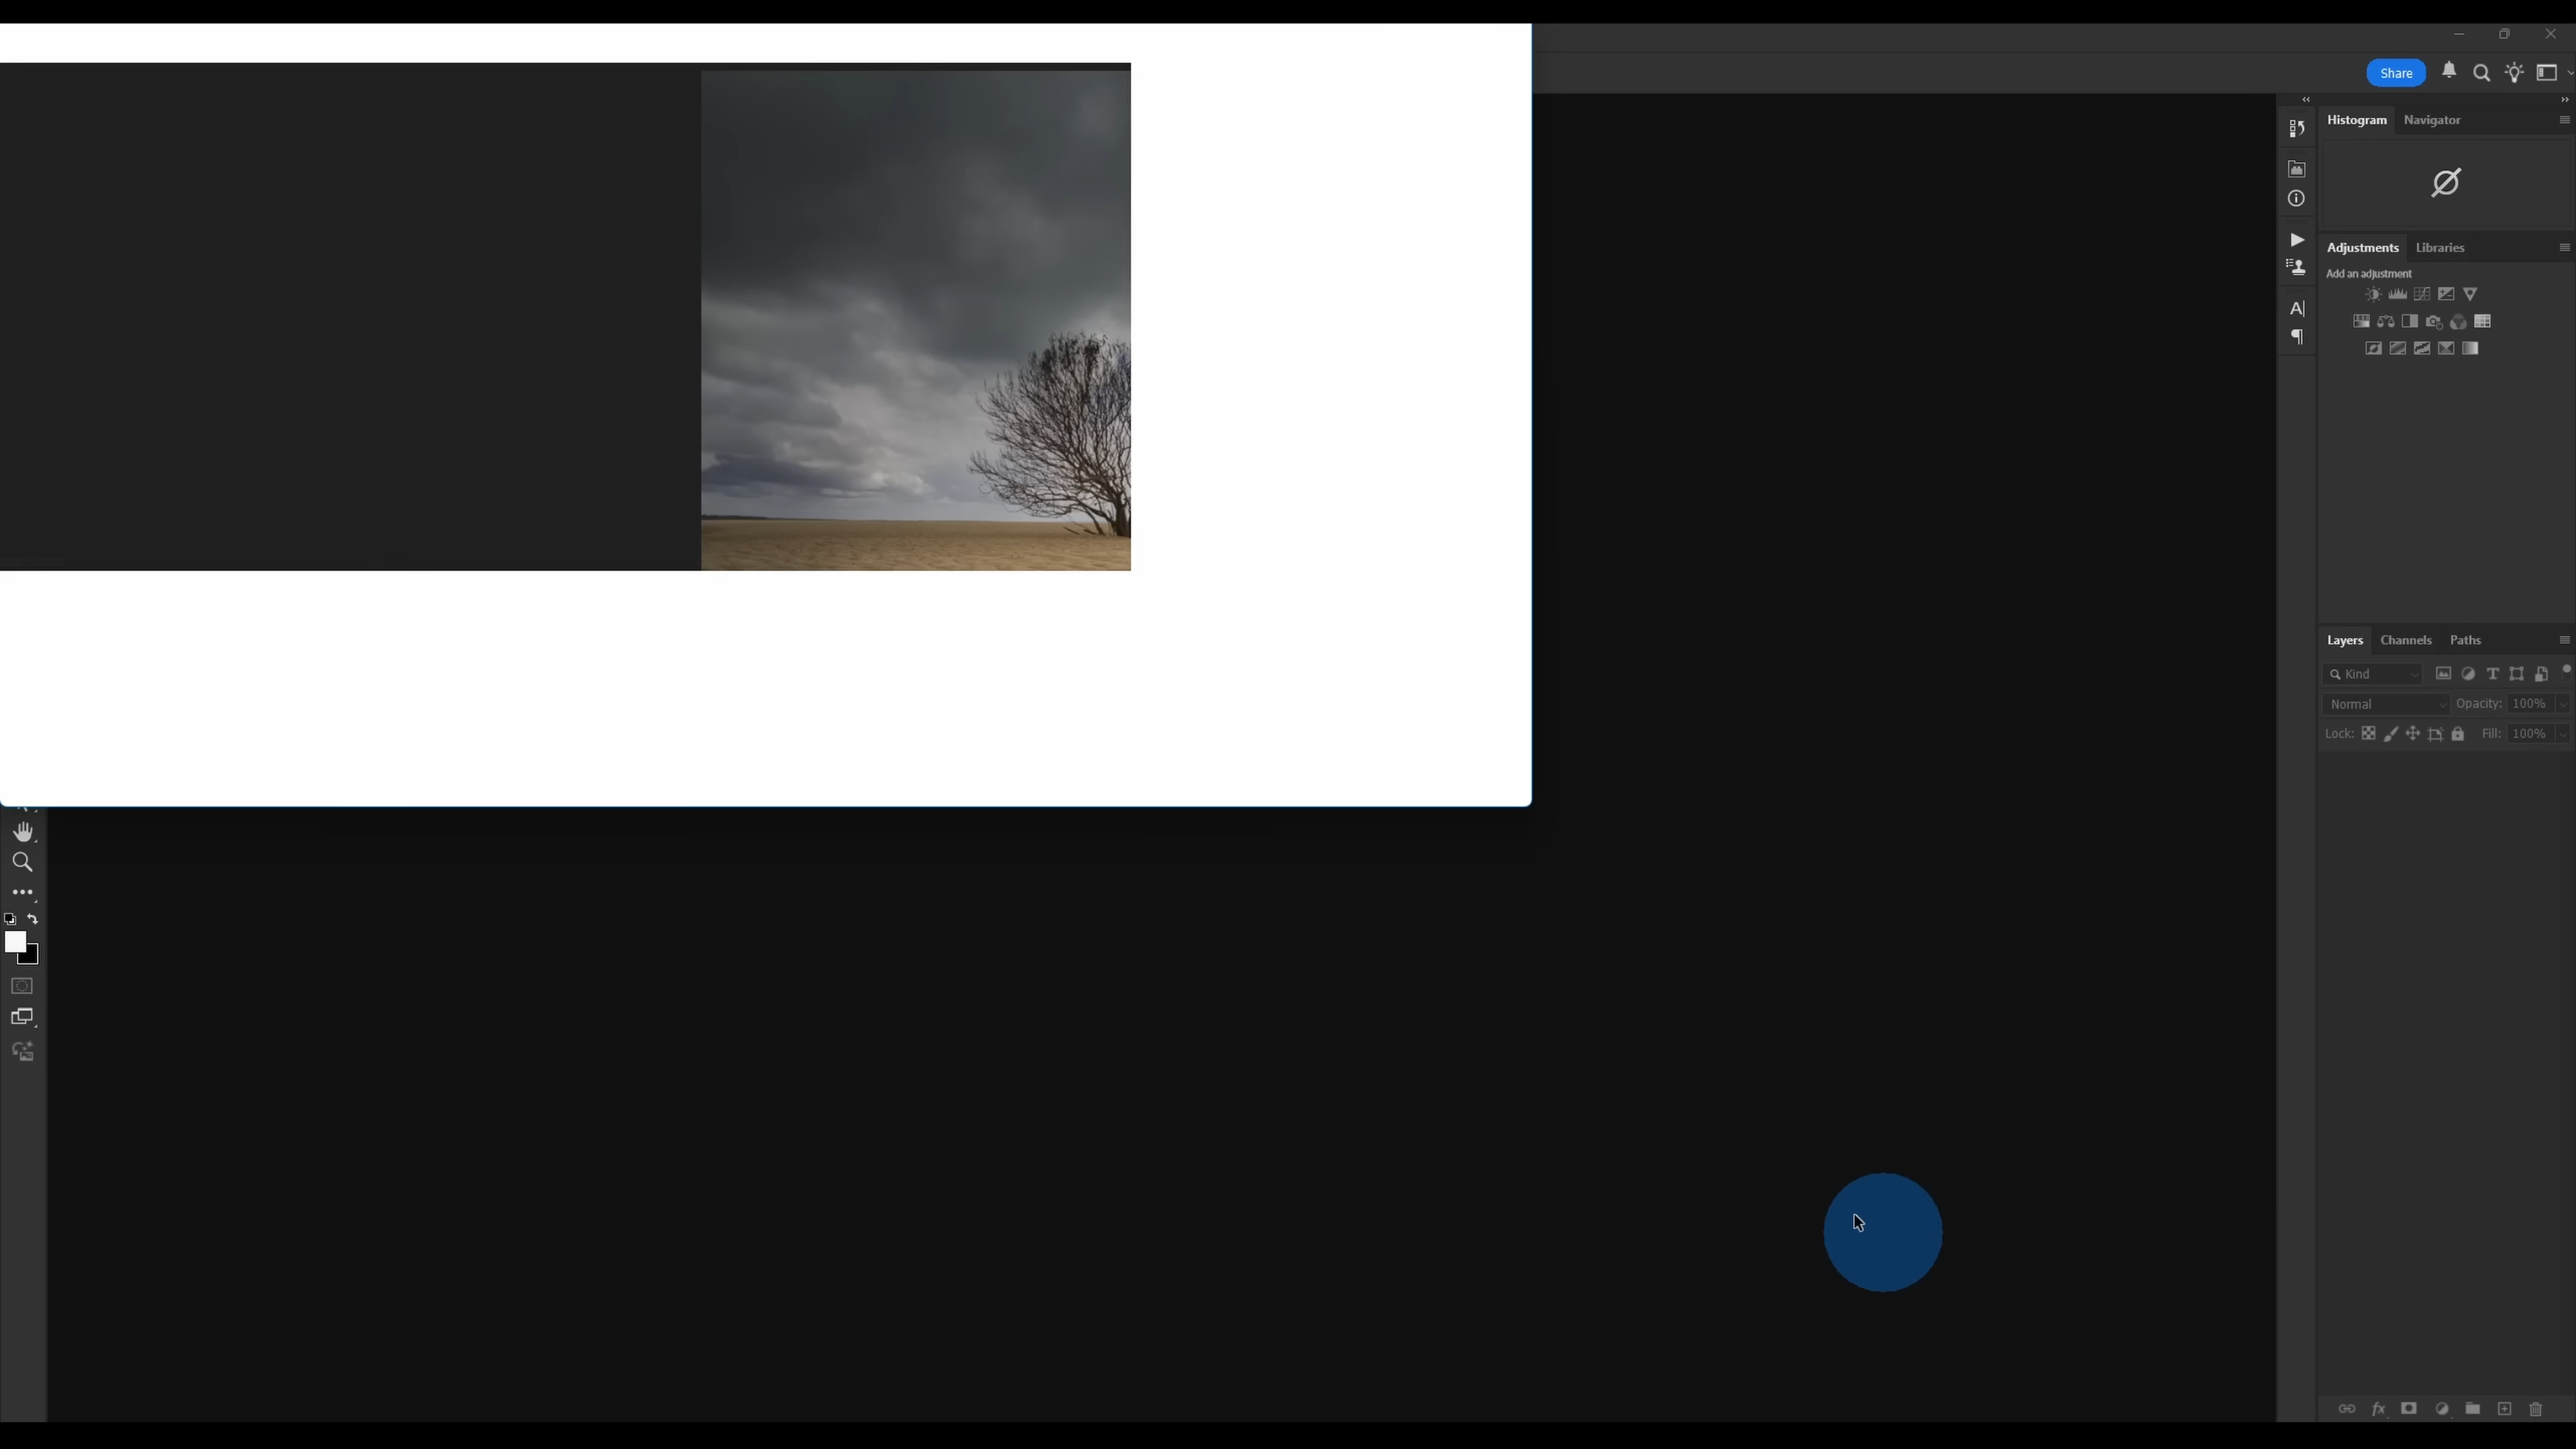 Share
Histogram Navigator
Adjustments Libraries
Add an adjustment
Layers Channels Paths
Kind
Normal Opacity: 100%
Lock: Fill: 100%